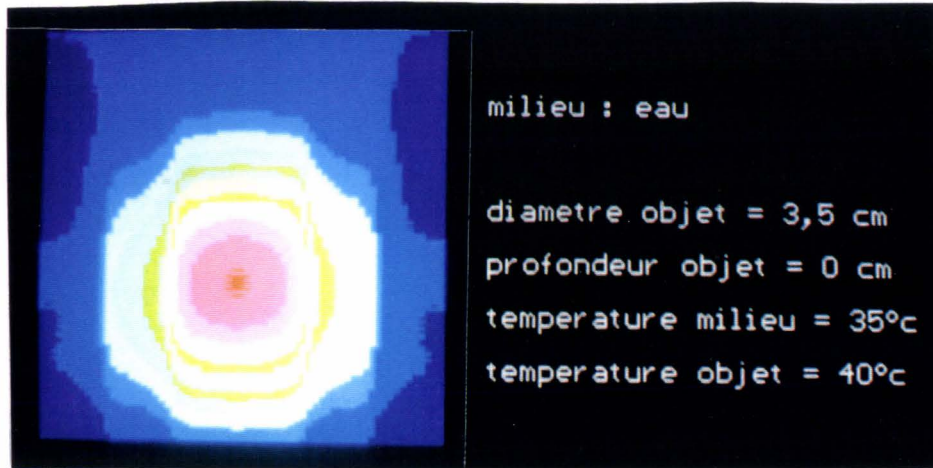 milieu : eau
diametre objet = 3,5 cm
profondeur objet = 0 cm
temperature milieu = 35°c
temperature objet = 40°c